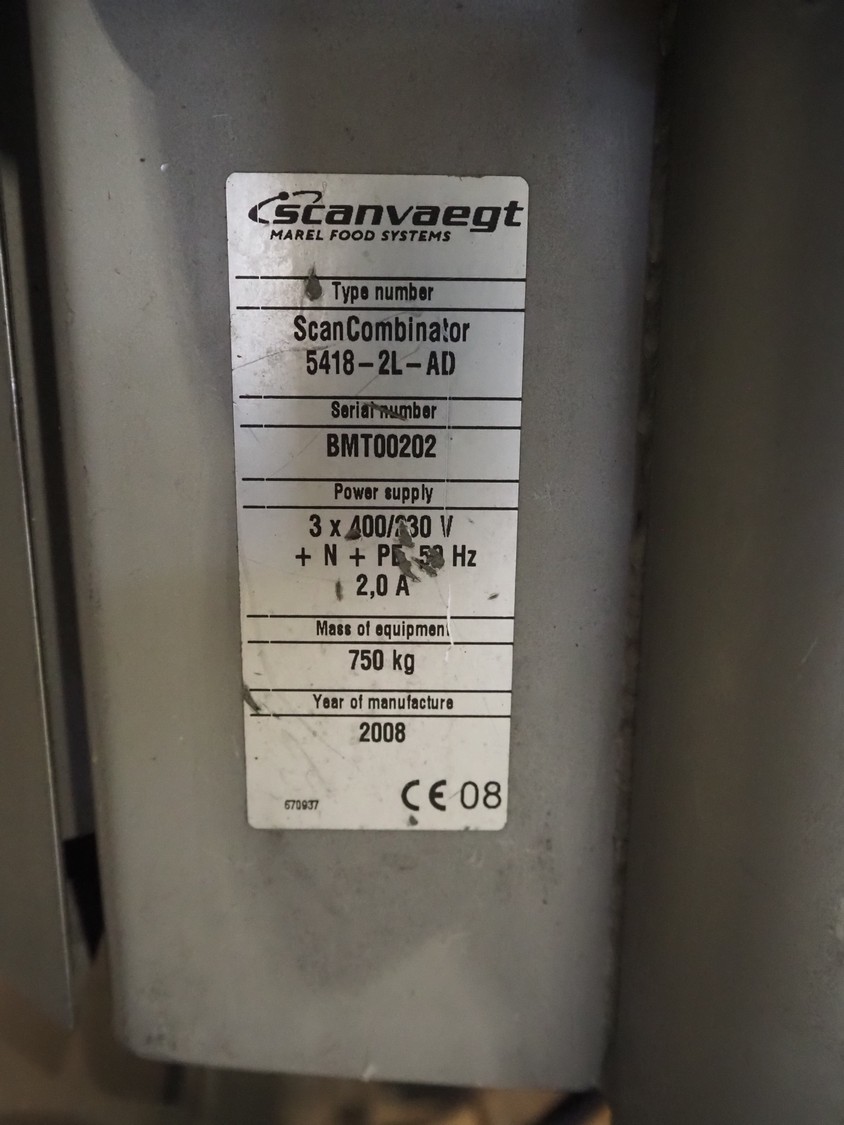 scanvaegt
MAREL FOOD SYSTEMS
Type number
ScanCombinator
5418-2L-AD
Serial number
BMT00202
Power supply
3 x 400/230 V
+ N + PE 50 Hz
2,0 A
Mass of equipment
750 kg
Year of manufacture
2008
670937
CE 08